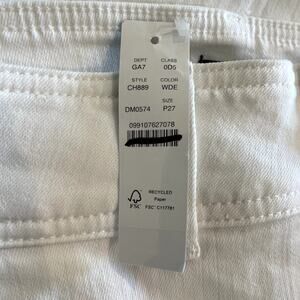 DEPT CLASS
GA7 0D5
STYLE COLOR
CH889 WDE
SIZE
DM0574 P27
099107627078
RECYCLED
Paper
FSC
FSC® C117781